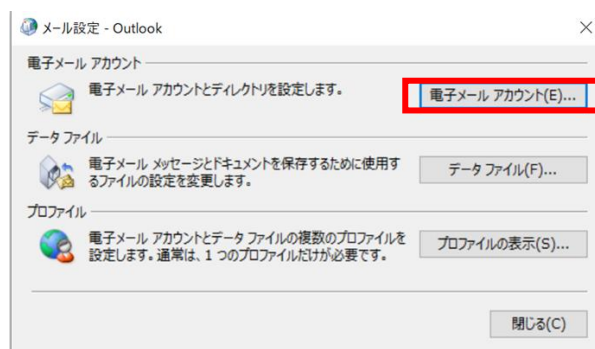 メール設定 - Outlook
電子メール アカウント
電子メール アカウントとディレクトリを設定します。
電子メール アカウント(E)...
データ ファイル
電子メール メッセージとドキュメントを保存するために使用す
るファイルの設定を変更します。
データ ファイル(F)...
プロファイル
電子メール アカウントとデータ ファイルの複数のプロファイルを
設定します。通常は、1 つのプロファイルだけが必要です。
プロファイルの表示(S)...
閉じる(C)